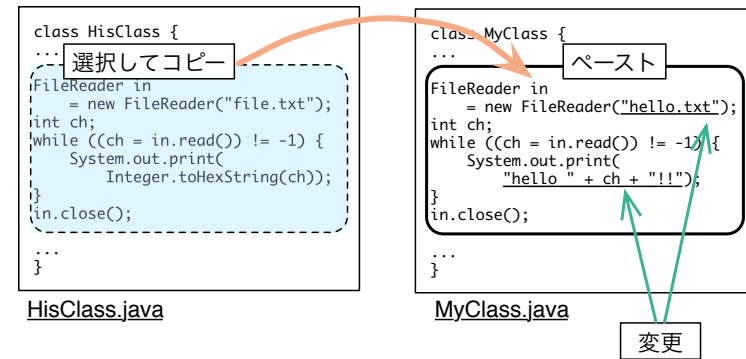 class HisClass {
...
選択してコピー
FileReader in
    = new FileReader("file.txt");
int ch;
while ((ch = in.read()) != -1) {
    System.out.print(
        Integer.toHexString(ch));
}
in.close();
...
}
HisClass.java
class MyClass {
...
ペースト
FileReader in
    = new FileReader("hello.txt");
int ch;
while ((ch = in.read()) != -1) {
    System.out.print(
        "hello " + ch + "!!");
}
in.close();
...
}
MyClass.java
変更